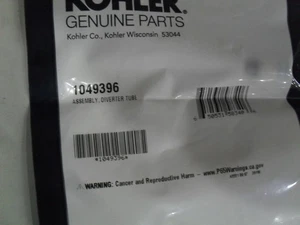 KOHLER
GENUINE PARTS
Kohler Co., Kohler Wisconsin 53044
1049396
ASSEMBLY, DIVERTER TUBE
*1049396*
WARNING: Cancer and Reproductive Harm - www.P65Warnings.ca.gov